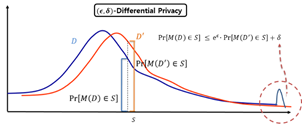 (ϵ, δ)-Differential Privacy
D
D′
Pr[M(D) ∈ S] ≤ e^ε · Pr[M(D′) ∈ S] + δ
Pr[M(D′) ∈ S]
Pr[M(D) ∈ S]
S